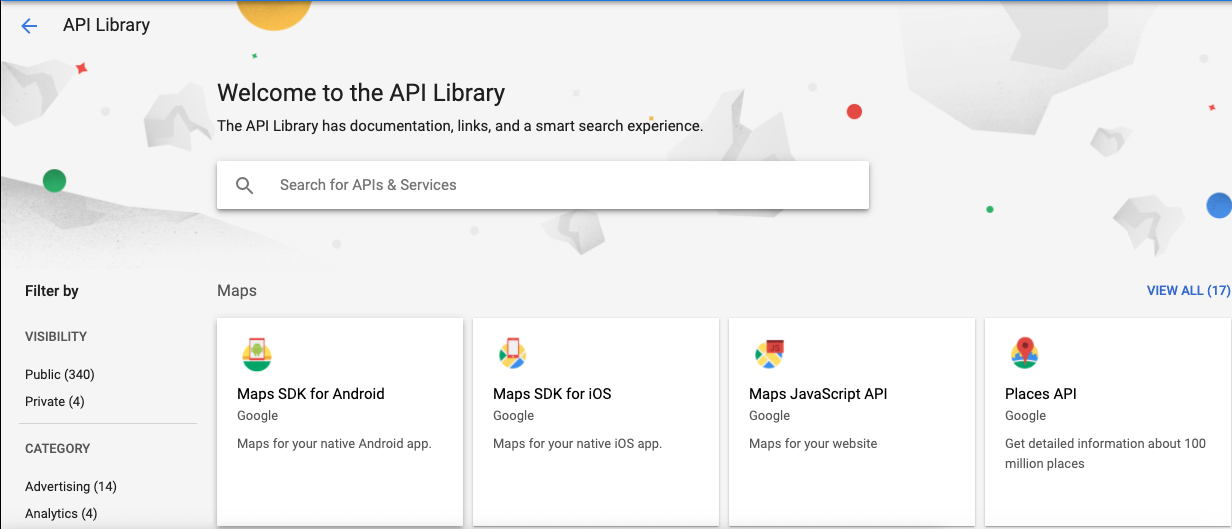 API Library
Welcome to the API Library
The API Library has documentation, links, and a smart search experience.
Search for APIs & Services
Filter by
VISIBILITY
Public (340)
Private (4)
CATEGORY
Advertising (14)
Analytics (4)
Maps
VIEW ALL (17)
Maps SDK for Android
Google
Maps for your native Android app.
Maps SDK for iOS
Google
Maps for your native iOS app.
JS
Maps JavaScript API
Google
Maps for your website
Places API
Google
Get detailed information about 100
million places